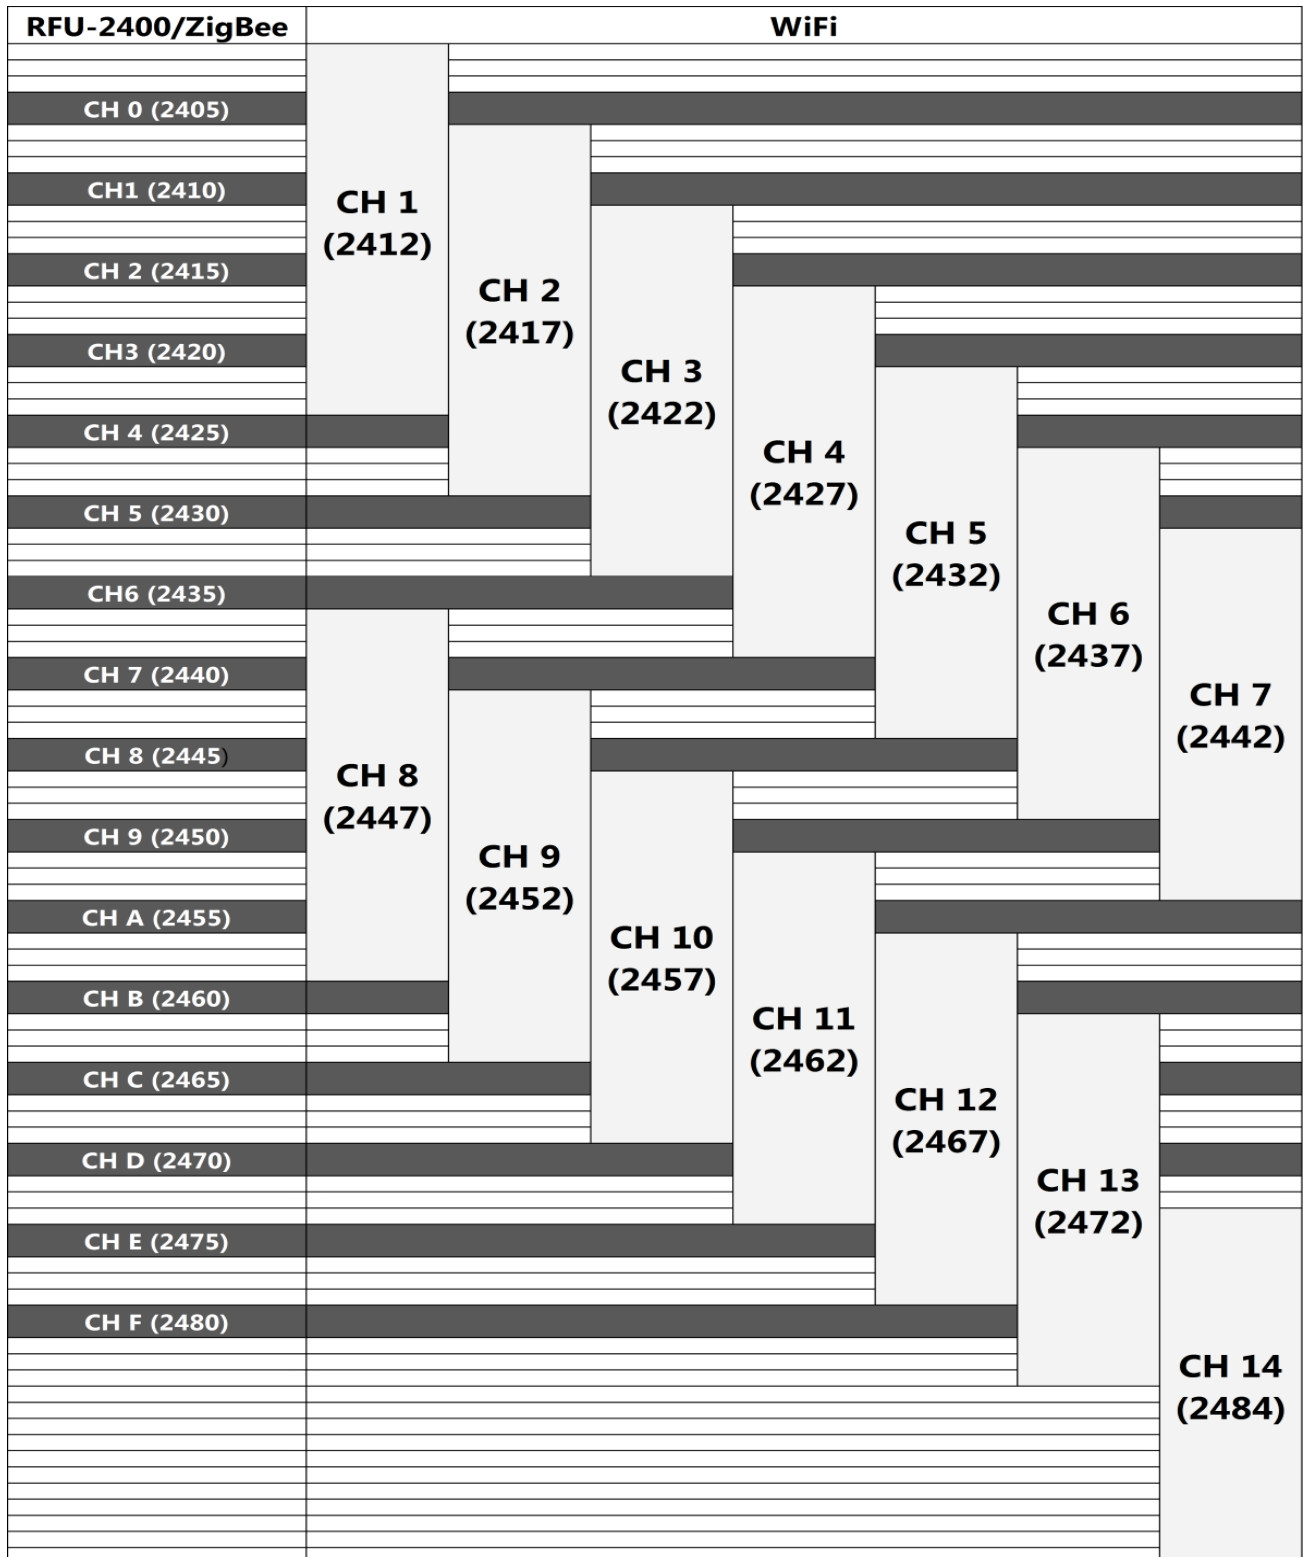 RFU-2400/ZigBee
WiFi
CH 0 (2405)
CH1 (2410)
CH 1
(2412)
CH 2 (2415)
CH 2
(2417)
CH3 (2420)
CH 3
(2422)
CH 4 (2425)
CH 4
(2427)
CH 5 (2430)
CH 5
(2432)
CH6 (2435)
CH 6
(2437)
CH 7 (2440)
CH 7
(2442)
CH 8 (2445)
CH 8
(2447)
CH 9 (2450)
CH 9
(2452)
CH A (2455)
CH 10
(2457)
CH B (2460)
CH 11
(2462)
CH C (2465)
CH 12
(2467)
CH D (2470)
CH 13
(2472)
CH E (2475)
CH F (2480)
CH 14
(2484)